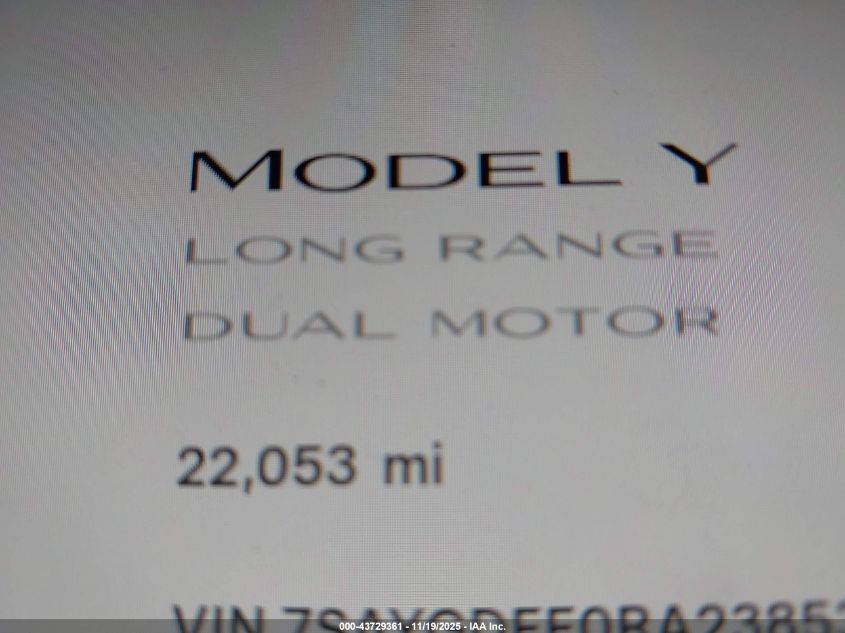 MODEL Y
LONG RANGE
DUAL MOTOR
22,053 mi
VIN
000-43729361 - 11/19/2025 - IAA Inc.